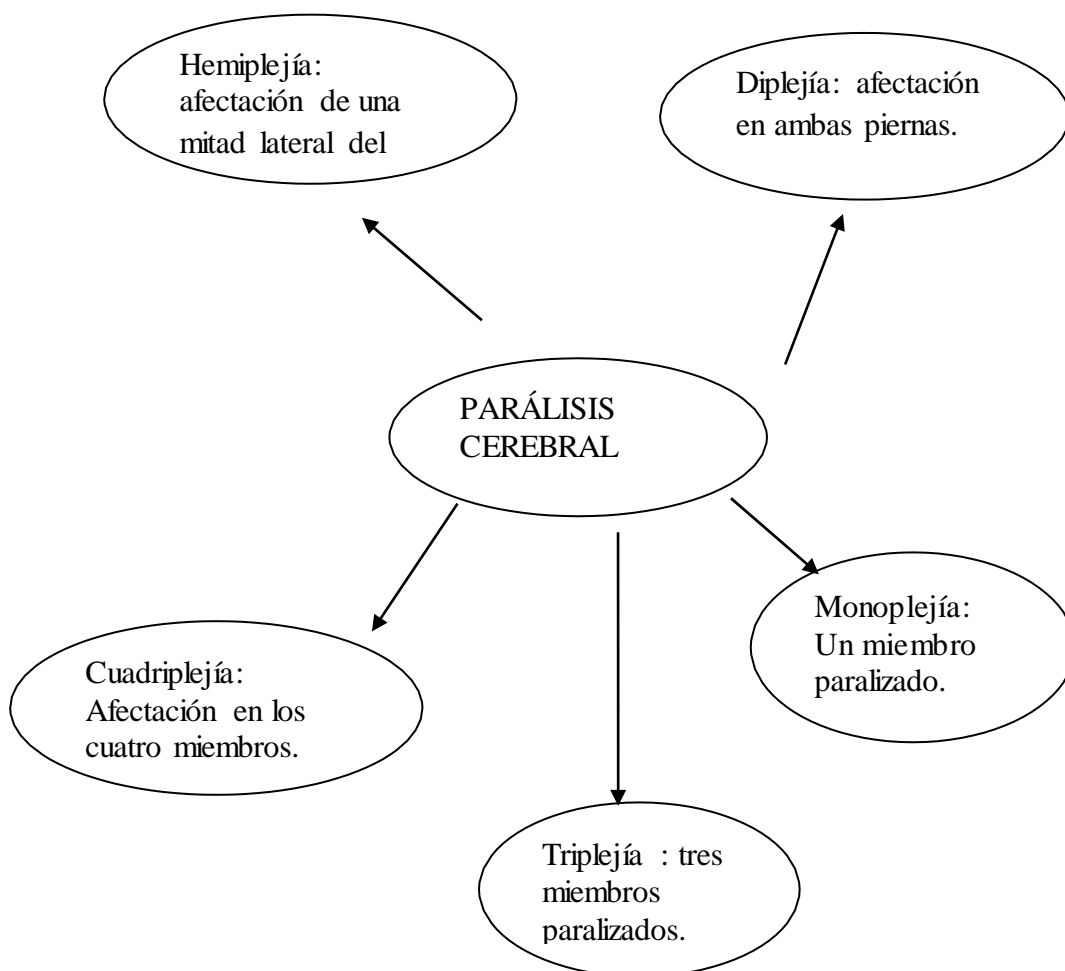 Hemiplejía:
afectación de una
mitad lateral del
Diplejía: afectación
en ambas piernas.
PARÁLISIS
CEREBRAL
Monoplejía:
Un miembro
paralizado.
Cuadriplejía:
Afectación en los
cuatro miembros.
Triplejía : tres
miembros
paralizados.